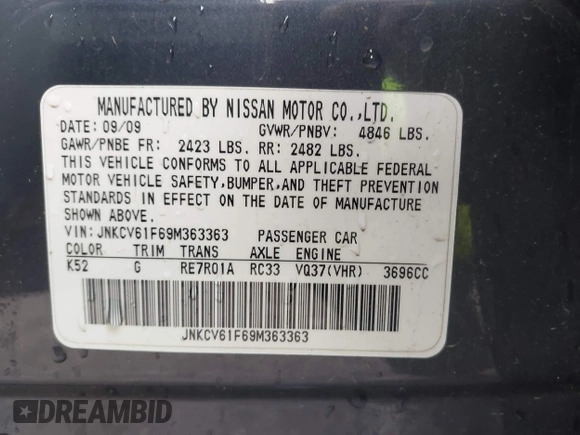 MANUFACTURED BY NISSAN MOTOR CO.,LTD.
DATE: 09/09 GVWR/PNBV: 4846 LBS.
GAWR/PNBE FR: 2423 LBS. RR: 2482 LBS.
THIS VEHICLE CONFORMS TO ALL APPLICABLE FEDERAL
MOTOR VEHICLE SAFETY,BUMPER,AND THEFT PREVENTION
STANDARDS IN EFFECT ON THE DATE OF MANUFACTURE
SHOWN ABOVE.
VIN: JNKCV61F69M363363 PASSENGER CAR
COLOR TRIM TRANS AXLE ENGINE
K52 G RE7R01A RC33 VQ37(VHR) 3696CC
JNKCV61F69M363363
DREAMBID